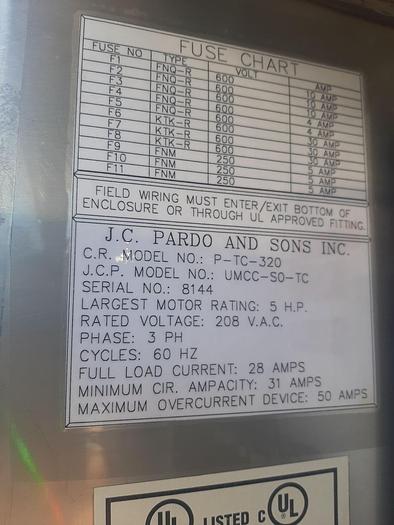 FUSE CHART
FUSE NO TYPE VOLT AMP
F1 FNQ-R 600 10 AMP
F2 FNQ-R 600 10 AMP
F3 FNQ-R 600 10 AMP
F4 FNQ-R 600 10 AMP
F5 FNQ-R 600 4 AMP
F6 FNQ-R 600 4 AMP
F7 KTK-R 600 30 AMP
F8 KTK-R 600 30 AMP
F9 KTK-R 600 30 AMP
F10 FNM 250 5 AMP
F11 FNM 250 5 AMP
FIELD WIRING MUST ENTER/EXIT BOTTOM OF
ENCLOSURE OR THROUGH UL APPROVED FITTING.
J.C. PARDO AND SONS INC.
C.R. MODEL NO.: P-TC-320
J.C.P. MODEL NO.: UMCC-SO-TC
SERIAL NO.: 8144
LARGEST MOTOR RATING: 5 H.P.
RATED VOLTAGE: 208 V.A.C.
PHASE: 3 PH
CYCLES: 60 HZ
FULL LOAD CURRENT: 28 AMPS
MINIMUM CIR. AMPACITY: 31 AMPS
MAXIMUM OVERCURRENT DEVICE: 50 AMPS
UL LISTED C UL